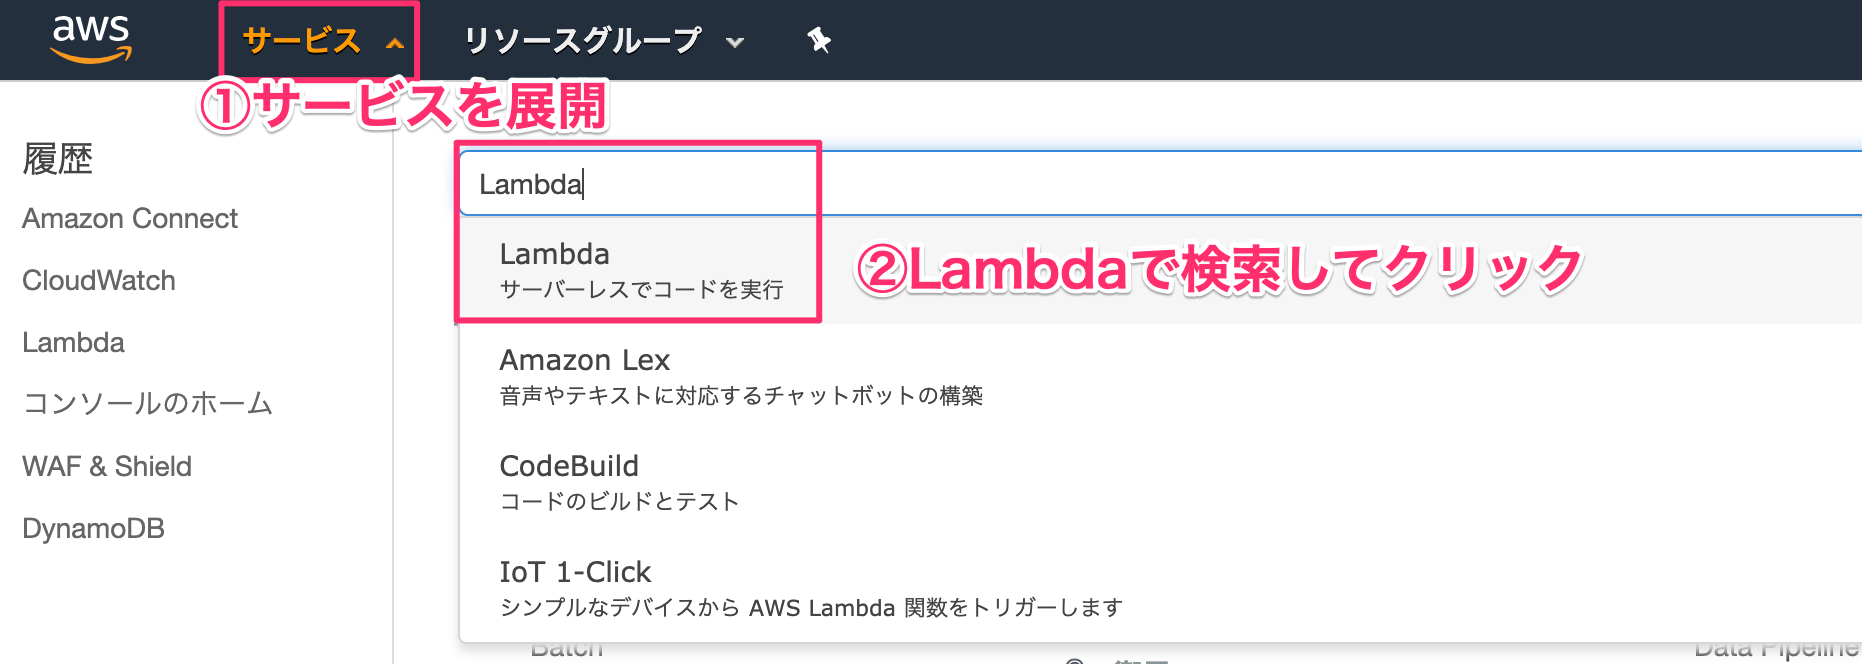 aws
サービス
リソースグループ
①サービスを展開
履歴
Amazon Connect
CloudWatch
Lambda
コンソールのホーム
WAF & Shield
DynamoDB
Lambda
Lambda
サーバーレスでコードを実行
②Lambdaで検索してクリック
Amazon Lex
音声やテキストに対応するチャットボットの構築
CodeBuild
コードのビルドとテスト
IoT 1-Click
シンプルなデバイスから AWS Lambda 関数をトリガーします
Batch
Data Pipeline